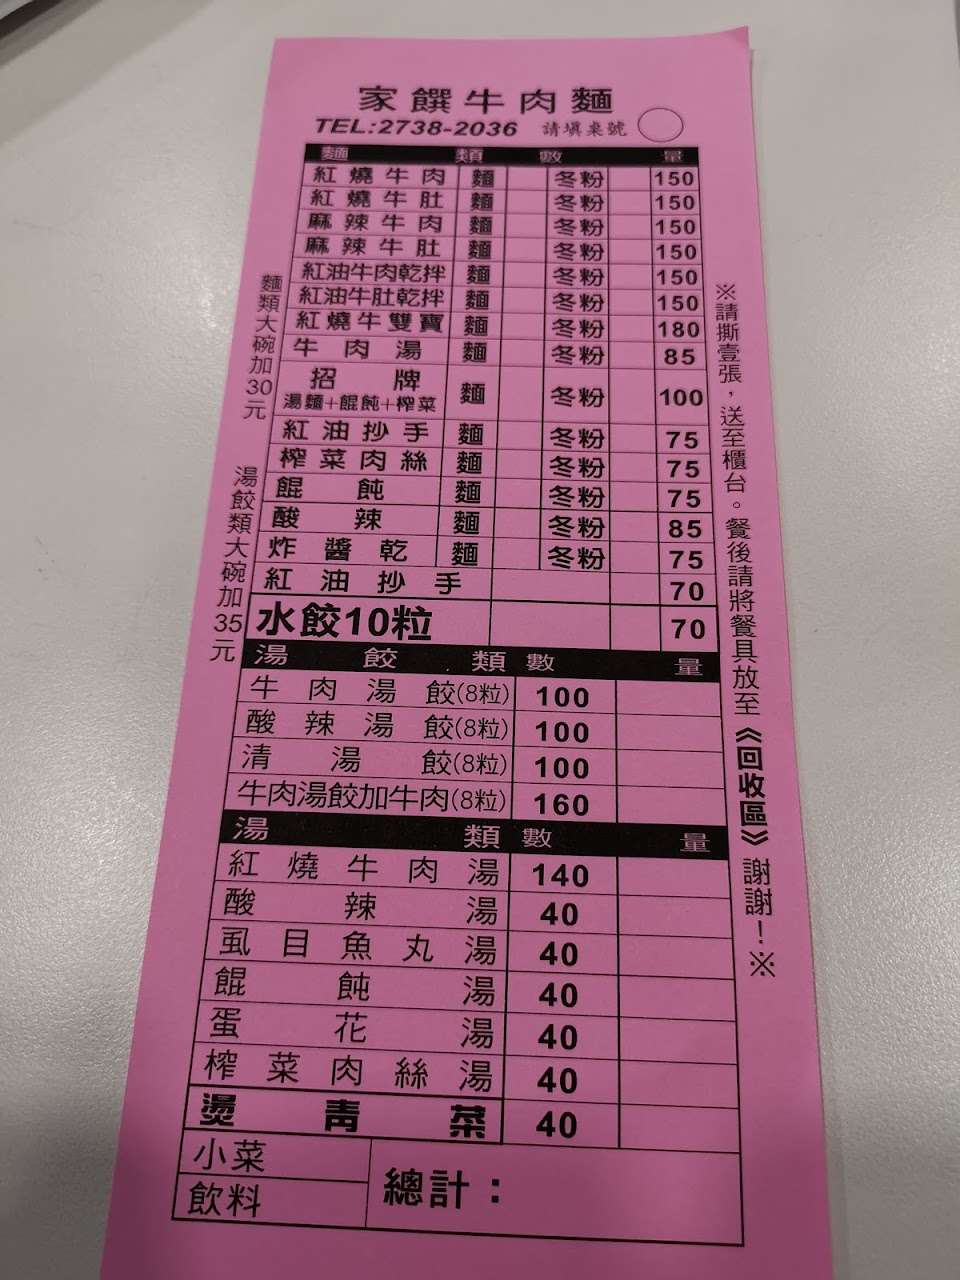 家饌牛肉麵
TEL:2738-2036 請填桌號
麵類 數量
紅燒牛肉 麵 冬粉 150
紅燒牛肚 麵 冬粉 150
麻辣牛肉 麵 冬粉 150
麻辣牛肚 麵 冬粉 150
紅油牛肉乾拌 麵 冬粉 150
紅油牛肚乾拌 麵 冬粉 150
紅燒牛雙寶 麵 冬粉 180
牛肉湯 麵 冬粉 85
招牌 麵 冬粉 100
湯麵+餛飩+榨菜
紅油抄手 麵 冬粉 75
榨菜肉絲 麵 冬粉 75
餛飩 麵 冬粉 75
酸辣 麵 冬粉 85
炸醬乾 麵 冬粉 75
紅油抄手 70
水餃10粒 70
湯餃類 數量
牛肉湯餃(8粒) 100
酸辣湯餃(8粒) 100
清湯餃(8粒) 100
牛肉湯餃加牛肉(8粒) 160
湯類 數量
紅燒牛肉湯 140
酸辣湯 40
虱目魚丸湯 40
餛飩湯 40
蛋花湯 40
榨菜肉絲湯 40
燙青菜 40
小菜
飲料
總計：
麵類大碗加30元
湯餃類大碗加35元
※請撕壹張，送至櫃台。餐後請將餐具放至《回收區》謝謝！※